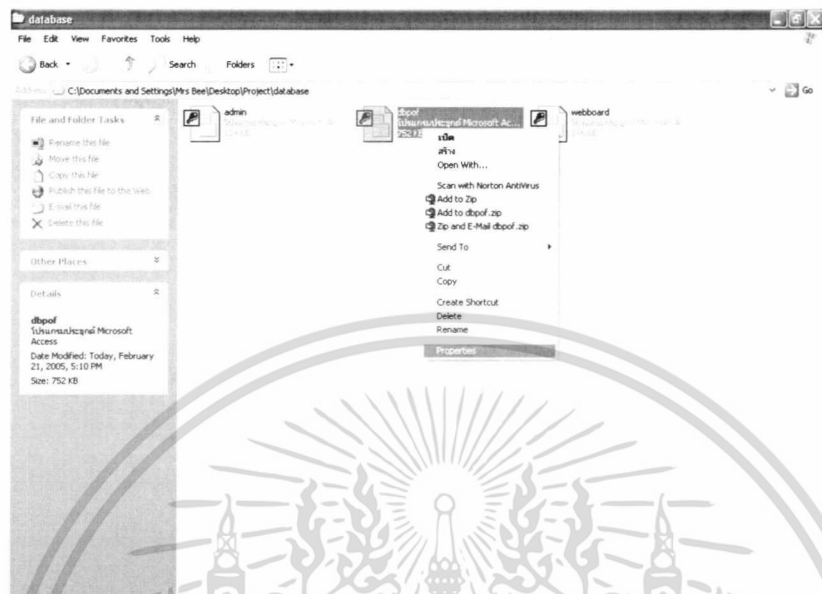 database
File Edit View Favorites Tools Help
Back Search Folders
Address C:\Documents and Settings\Mrs Bee\Desktop\Project\database Go
File and Folder Tasks
Rename this file
Move this file
Copy this file
Publish this file to the Web
E-mail this file
Delete this file
Other Places
Details
dbpof
โปรแกรมประยุกต์ Microsoft
Access
Date Modified: Today, February
21, 2005, 5:10 PM
Size: 752 KB
admin
dbpof
โปรแกรมประยุกต์ Microsoft Ac...
752 KB
webboard
เปิด
สร้าง
Open With...
Scan with Norton AntiVirus
Add to Zip
Add to dbpof.zip
Zip and E-Mail dbpof.zip
Send To
Cut
Copy
Create Shortcut
Delete
Rename
Properties